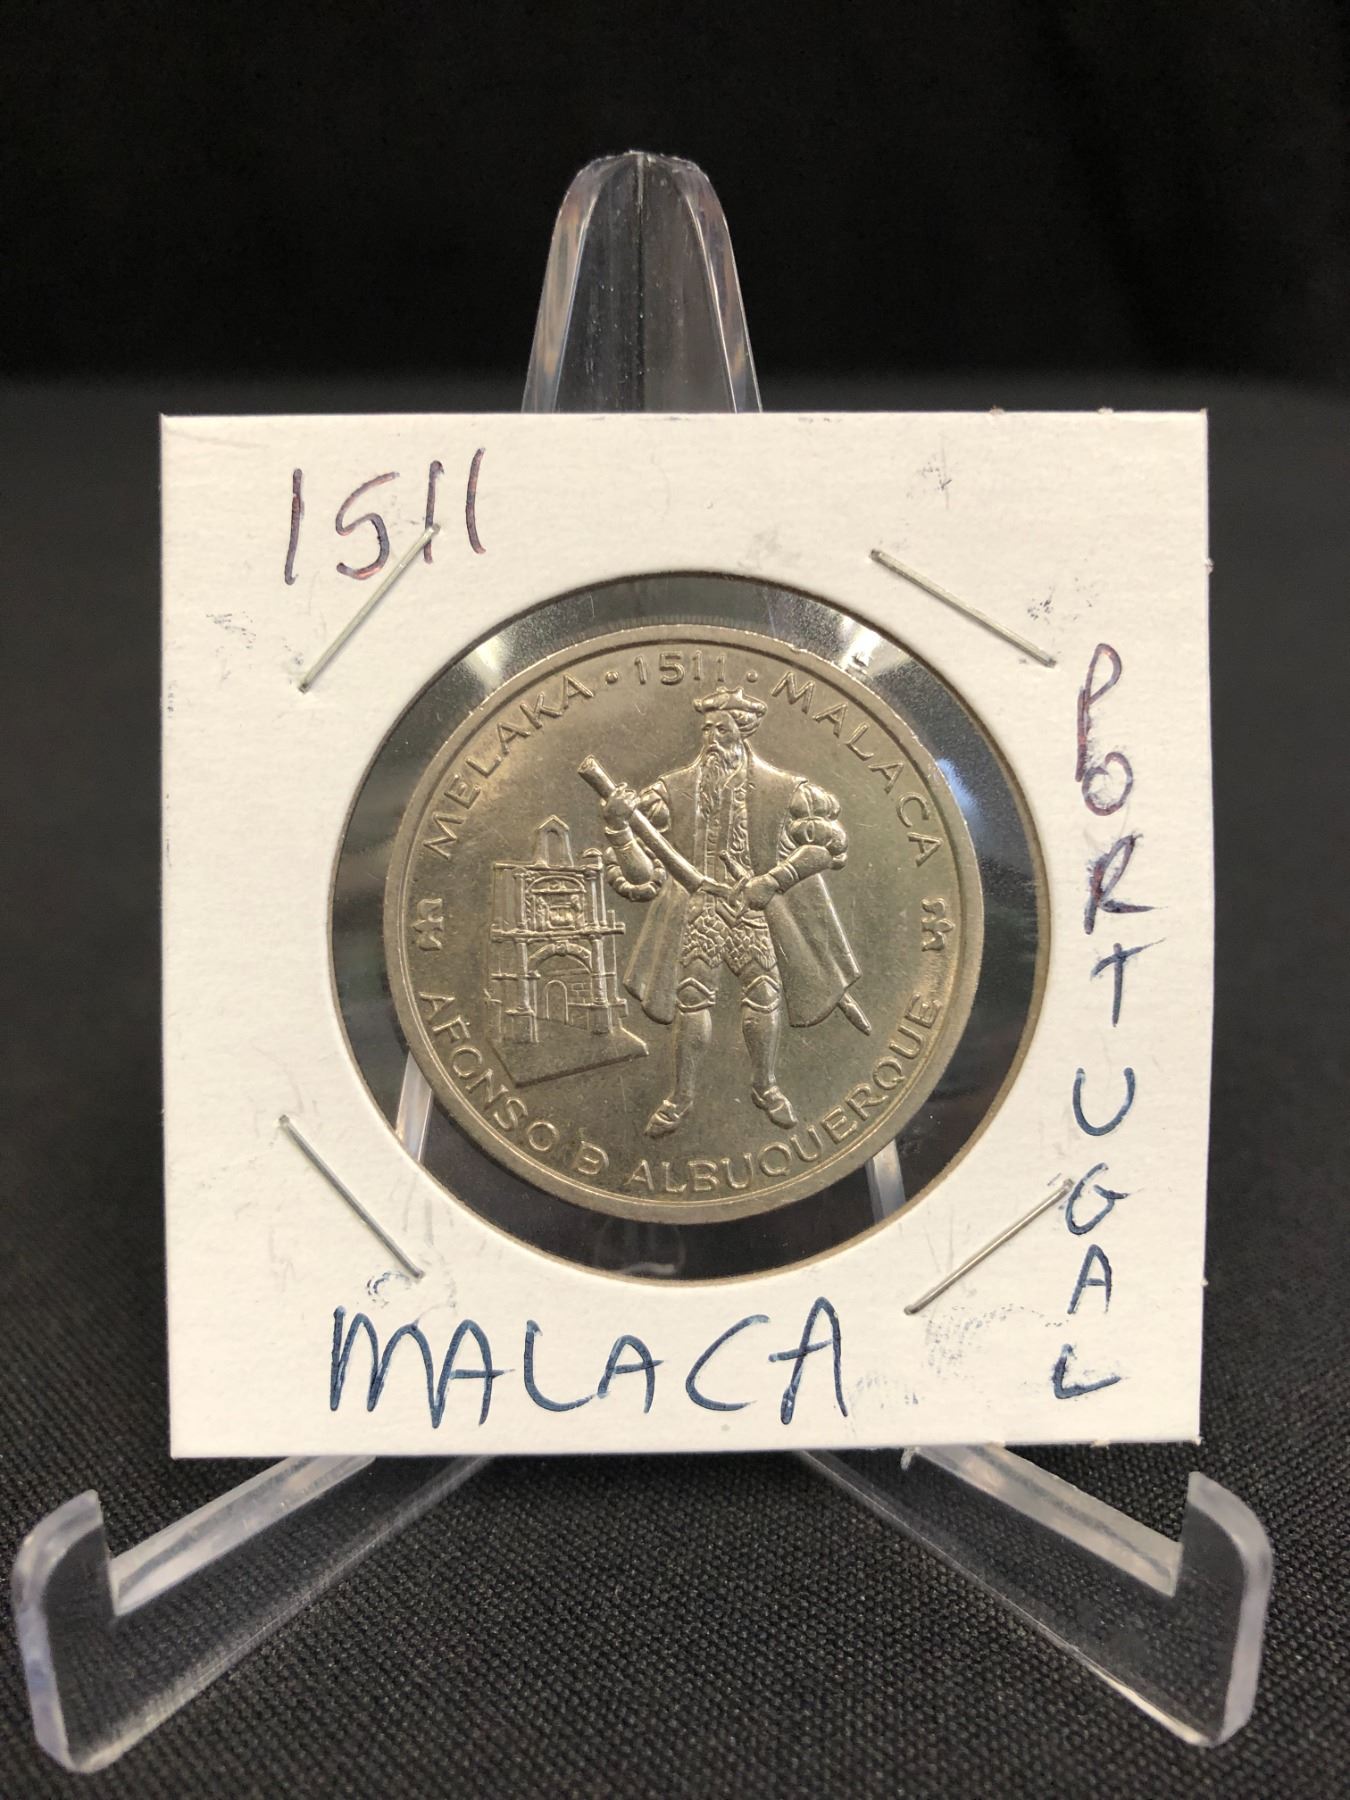 1511
MELAKA · 1511 · MALACA
AFONSO D ALBUQUERQUE
PORTUGAL
MALACA